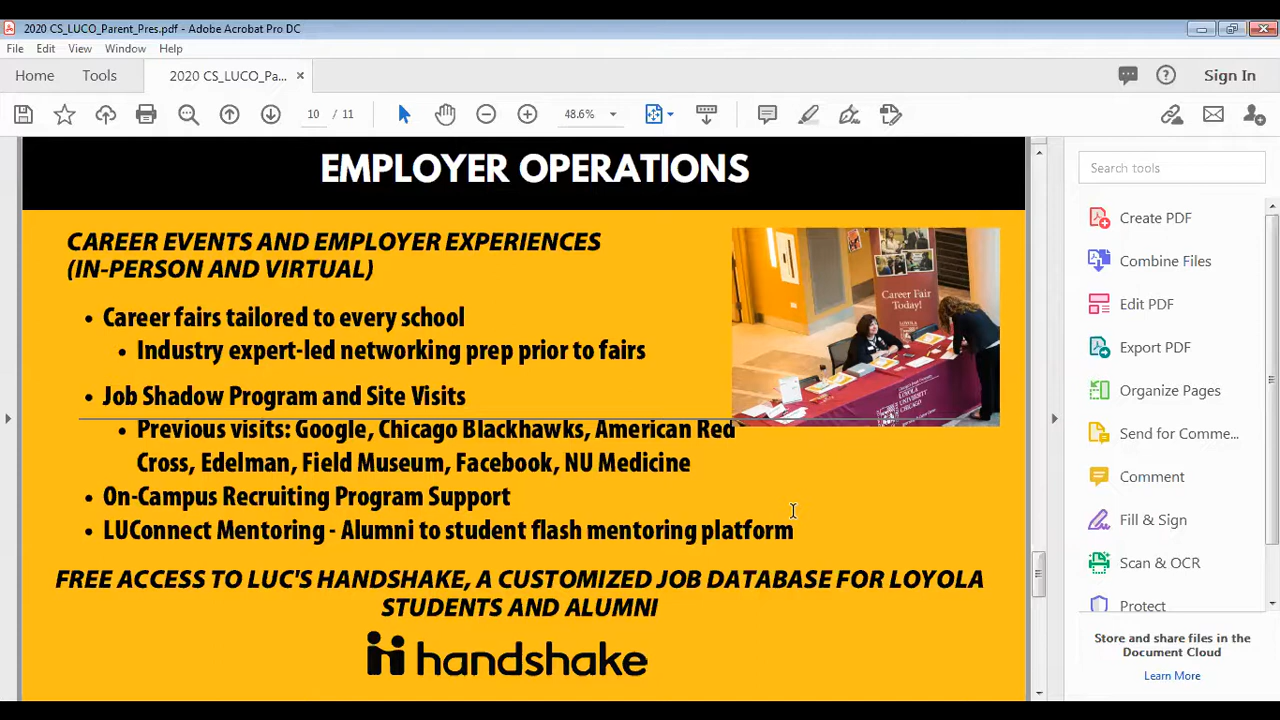 2020 CS_LUCO_Parent_Pres.pdf - Adobe Acrobat Pro DC
File Edit View Window Help
Home Tools 2020 CS_LUCO_Pa... × Sign In
10 / 11 48.6%
EMPLOYER OPERATIONS
CAREER EVENTS AND EMPLOYER EXPERIENCES
(IN-PERSON AND VIRTUAL)
• Career fairs tailored to every school
• Industry expert-led networking prep prior to fairs
• Job Shadow Program and Site Visits
• Previous visits: Google, Chicago Blackhawks, American Red
Cross, Edelman, Field Museum, Facebook, NU Medicine
• On-Campus Recruiting Program Support
• LUConnect Mentoring - Alumni to student flash mentoring platform
FREE ACCESS TO LUC'S HANDSHAKE, A CUSTOMIZED JOB DATABASE FOR LOYOLA
STUDENTS AND ALUMNI
handshake
Career Fair
Today!
LOYOLA
UNIVERSITY
CHICAGO
Search tools
Create PDF
Combine Files
Edit PDF
Export PDF
Organize Pages
Send for Comme...
Comment
Fill & Sign
Scan & OCR
Protect
Store and share files in the
Document Cloud
Learn More